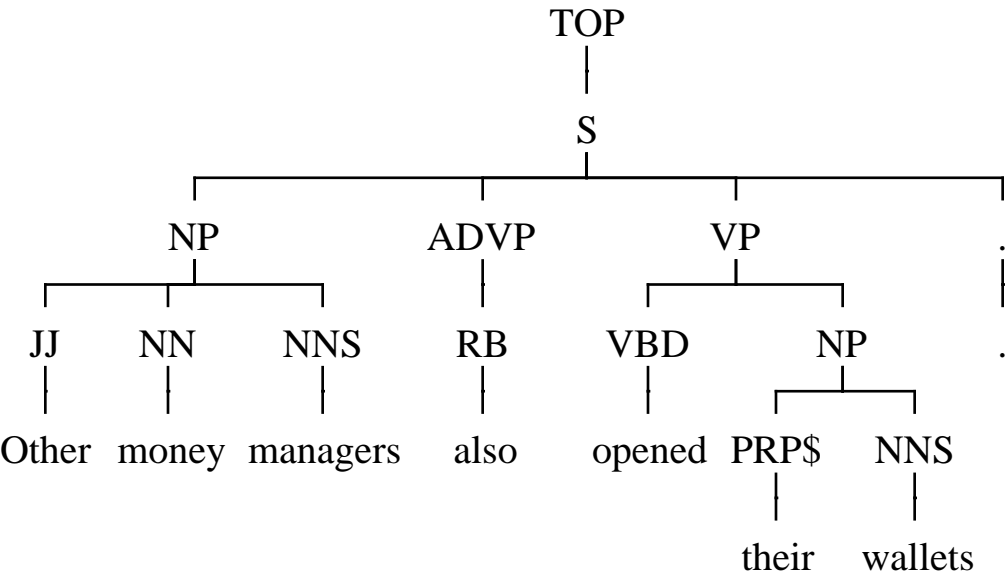 TOP
S
NP ADVP VP .
JJ NN NNS RB VBD NP .
Other money managers also opened PRP$ NNS
their wallets